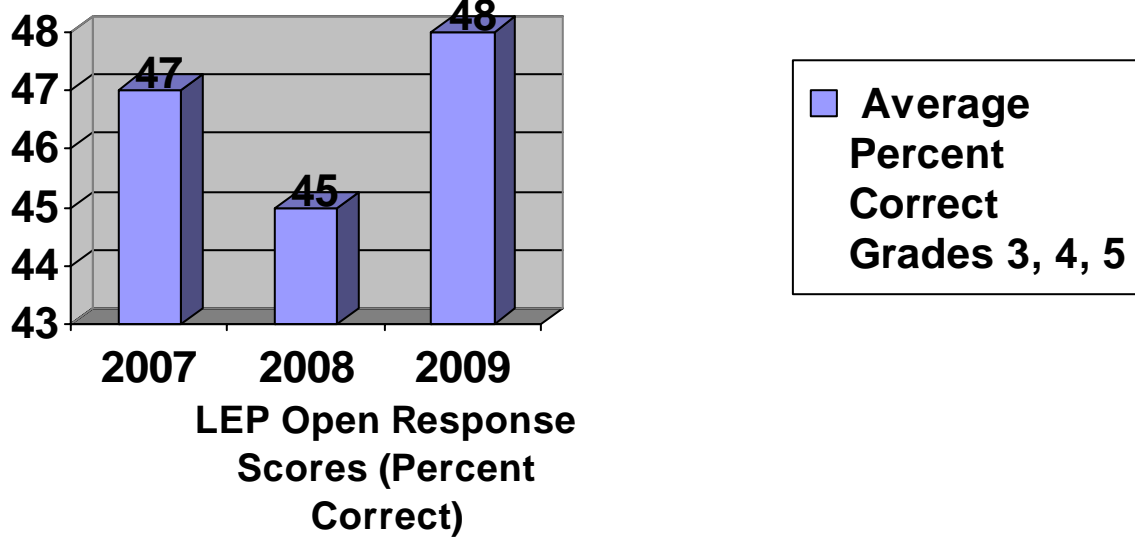 48
47
46
45
44
43
47
45
48
2007 2008 2009
LEP Open Response
Scores (Percent
Correct)
Average
Percent
Correct
Grades 3, 4, 5